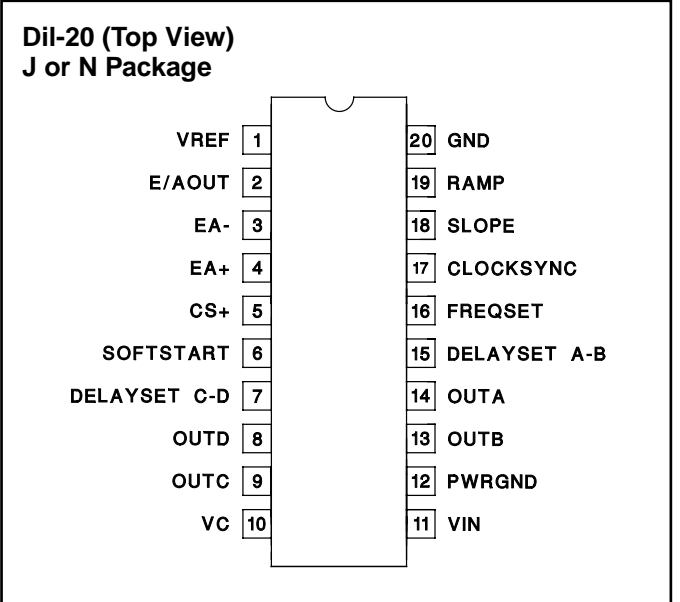 Dil-20 (Top View)
J or N Package
VREF 1 20 GND
E/AOUT 2 19 RAMP
EA- 3 18 SLOPE
EA+ 4 17 CLOCKSYNC
CS+ 5 16 FREQSET
SOFTSTART 6 15 DELAYSET A-B
DELAYSET C-D 7 14 OUTA
OUTD 8 13 OUTB
OUTC 9 12 PWRGND
VC 10 11 VIN